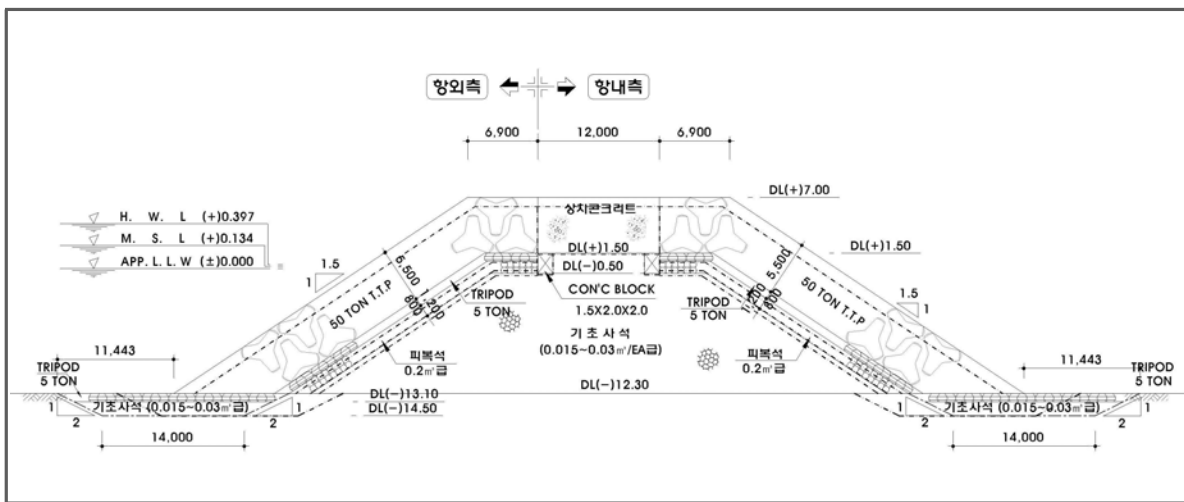 항외측 항내측
6,900 12,000 6,900
DL(+)7.00
상치콘크리트
H. W. L (+)0.397
M. S. L (+)0.134
APP. L. L. W (±)0.000
DL(+)1.50
DL(+)1.50
DL(-)0.50
CON'C BLOCK
1.5X2.0X2.0
1.5
1
6,500
1,200
800
50 TON T.T.P
TRIPOD
5 TON
기 초 사 석
(0.015~0.03㎥/EA급)
피복석
0.2㎥급
TRIPOD
5 TON
5,500
1,200
800
50 TON T.T.P
1.5
1
피복석
0.2㎥급
11,443
TRIPOD
5 TON
11,443
TRIPOD
5 TON
DL(-)12.30
DL(-)13.10
DL(-)14.50
1
2
기초사석 (0.015~0.03㎥급)
1
2
1
2
기초사석 (0.015~0.03㎥급)
1
2
14,000
14,000